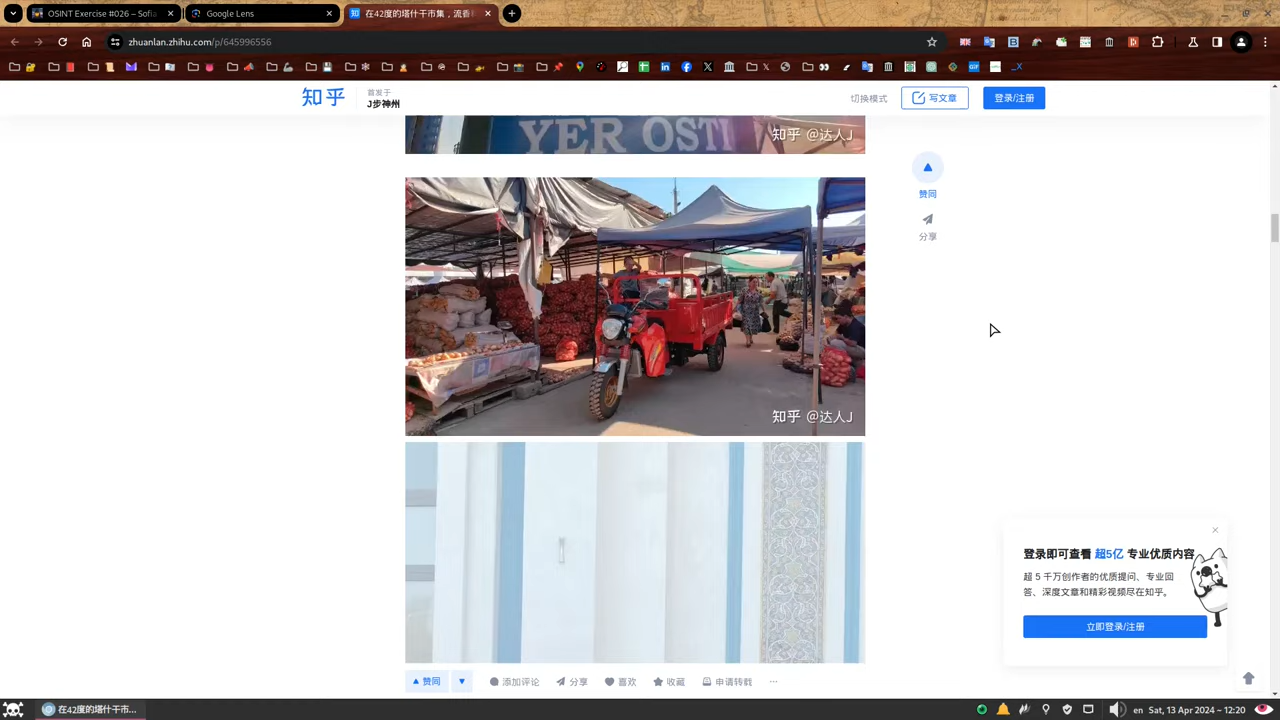 OSINT Exercise #026 – Sofia
Google Lens
在42度的塔什干市集，流香
zhuanlan.zhihu.com/p/645996556
知乎
首发于
J步神州
切换模式
写文章
登录/注册
YER OSTI
知乎 @达人J
赞同
分享
知乎 @达人J
登录即可查看 超5亿 专业优质内容
超 5 千万创作者的优质提问、专业回
答、深度文章和精彩视频尽在知乎。
立即登录/注册
赞同
添加评论
分享
喜欢
收藏
申请转载
在42度的塔什干市...
en Sat, 13 Apr 2024 ~ 12:20